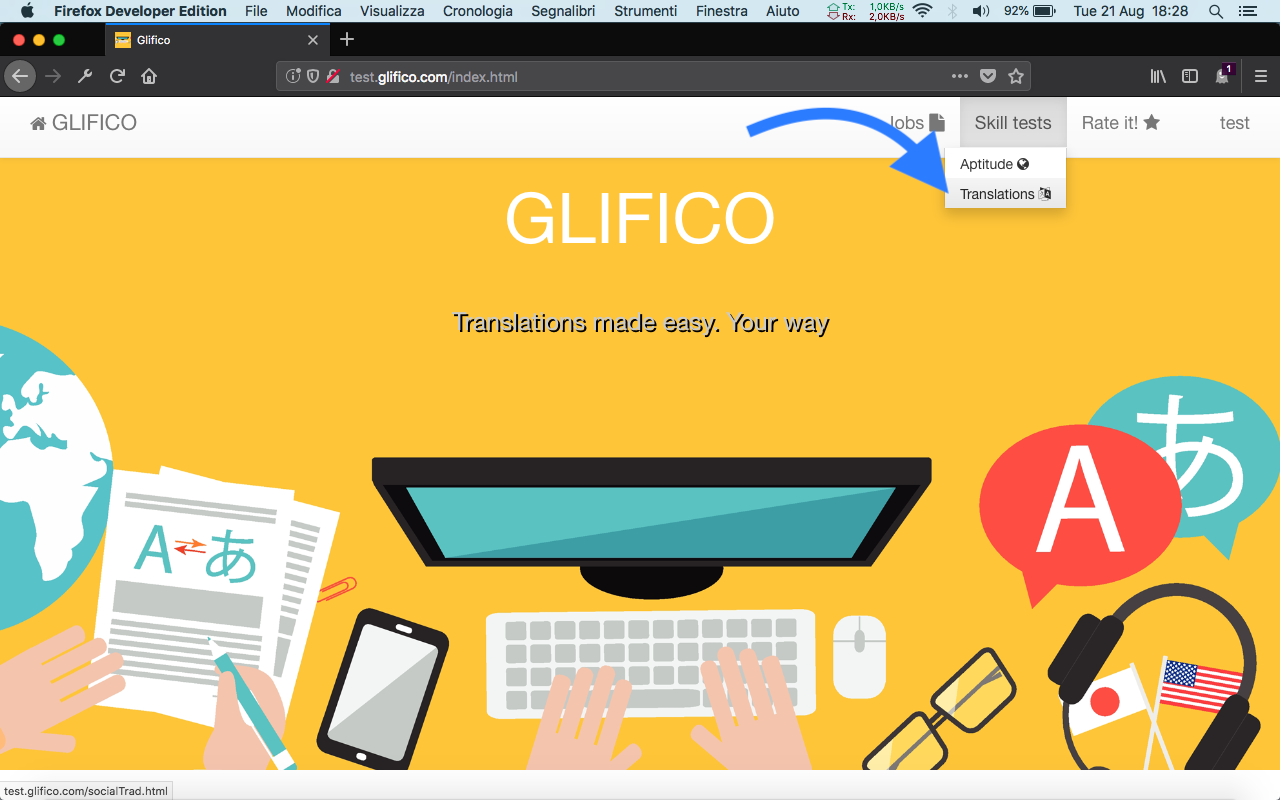 Firefox Developer Edition File Modifica Visualizza Cronologia Segnalibri Strumenti Finestra Aiuto Tx: 1,0KB/s Rx: 2,0KB/s 92% Tue 21 Aug 18:28
Glifico
test.glifico.com/index.html
1
GLIFICO Jobs Skill tests Rate it! test
Aptitude
Translations
GLIFICO
Translations made easy. Your way
A あ
A あ
test.glifico.com/socialTrad.html